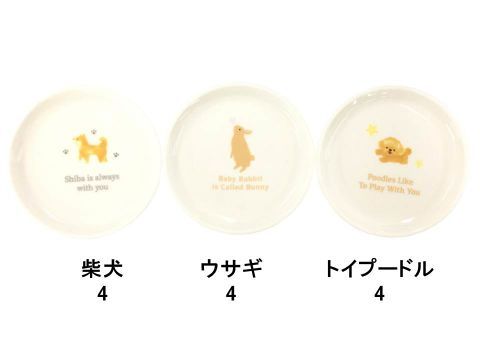 Shiba is always
with you
Baby Rabbit
is Called Bunny
Poodles Like
To Play With You
柴犬
4
ウサギ
4
トイプードル
4